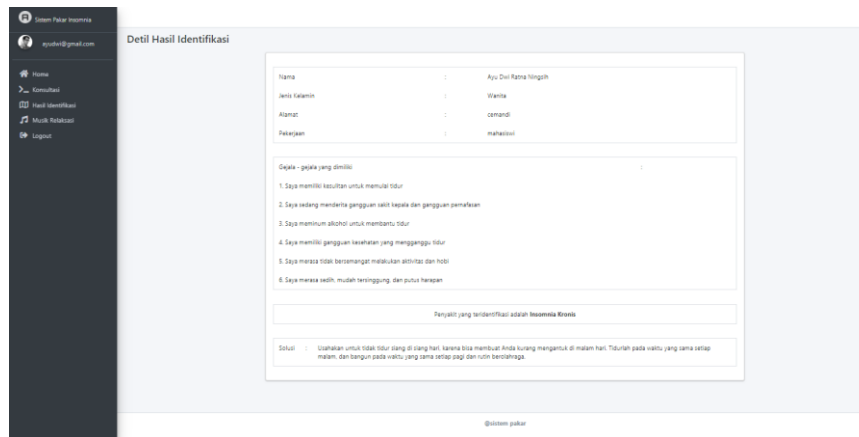 Sistem Pakar Insomnia
ayudwi@gmail.com
Home
Konsultasi
Hasil Identifikasi
Musik Relaksasi
Logout
Detil Hasil Identifikasi
Nama : Ayu Dwi Ratna Ningsih
Jenis Kelamin : Wanita
Alamat : cemandi
Pekerjaan : mahasiswi
Gejala - gejala yang dimiliki :
1. Saya memiliki kesulitan untuk memulai tidur
2. Saya sedang menderita gangguan sakit kepala dan gangguan pernafasan
3. Saya meminum alkohol untuk membantu tidur
4. Saya memiliki gangguan kesehatan yang mengganggu tidur
5. Saya merasa tidak bersemangat melakukan aktivitas dan hobi
6. Saya merasa sedih, mudah tersinggung, dan putus harapan
Penyakit yang teridentifikasi adalah Insomnia Kronis
Solusi : Usahakan untuk tidak tidur siang di siang hari, karena bisa membuat Anda kurang mengantuk di malam hari. Tidurlah pada waktu yang sama setiap
malam, dan bangun pada waktu yang sama setiap pagi dan rutin berolahraga.
@sistem pakar